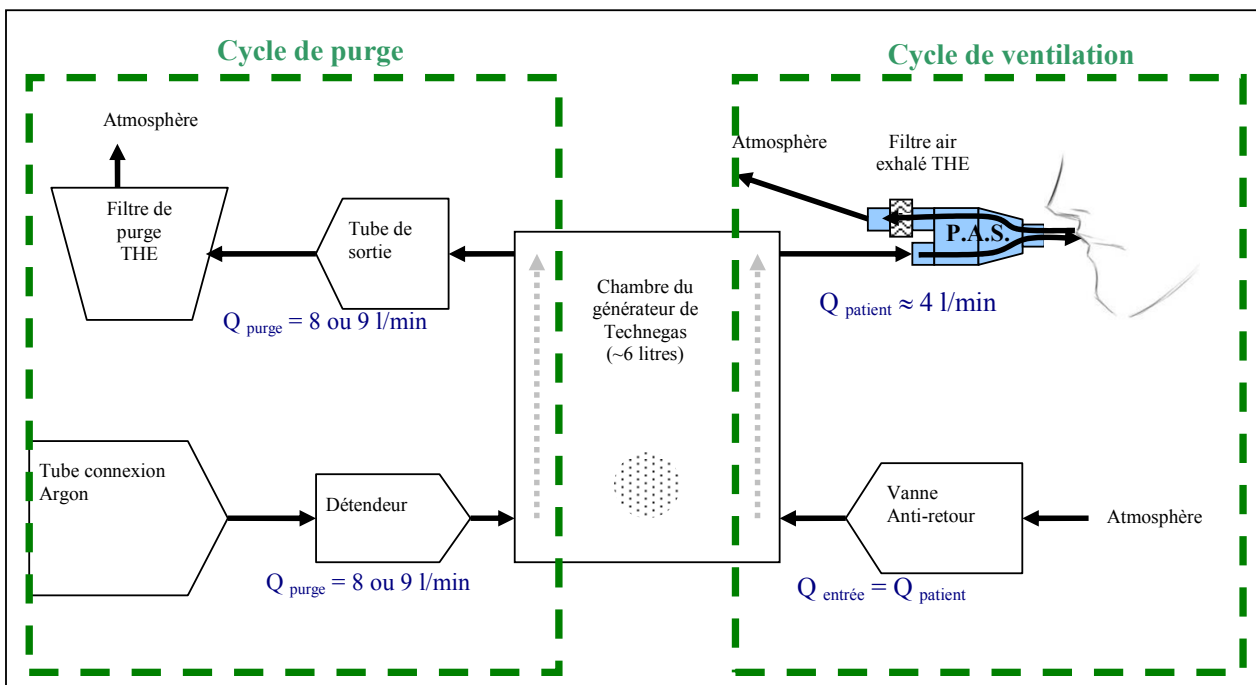 Cycle de purge
Cycle de ventilation
Atmosphère
Filtre de
purge
THE
Tube de
sortie
Q purge = 8 ou 9 l/min
Tube connexion
Argon
Détendeur
Q purge = 8 ou 9 l/min
Chambre du
générateur de
Technegas
(~6 litres)
Atmosphère
Filtre air
exhalé THE
P.A.S.
Q patient ≈ 4 l/min
Vanne
Anti-retour
Atmosphère
Q entrée = Q patient